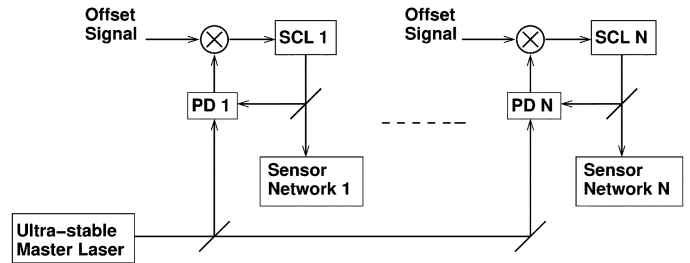 Offset
Signal
SCL 1
PD 1
Sensor
Network 1
Offset
Signal
SCL N
PD N
Sensor
Network N
Ultra-stable
Master Laser